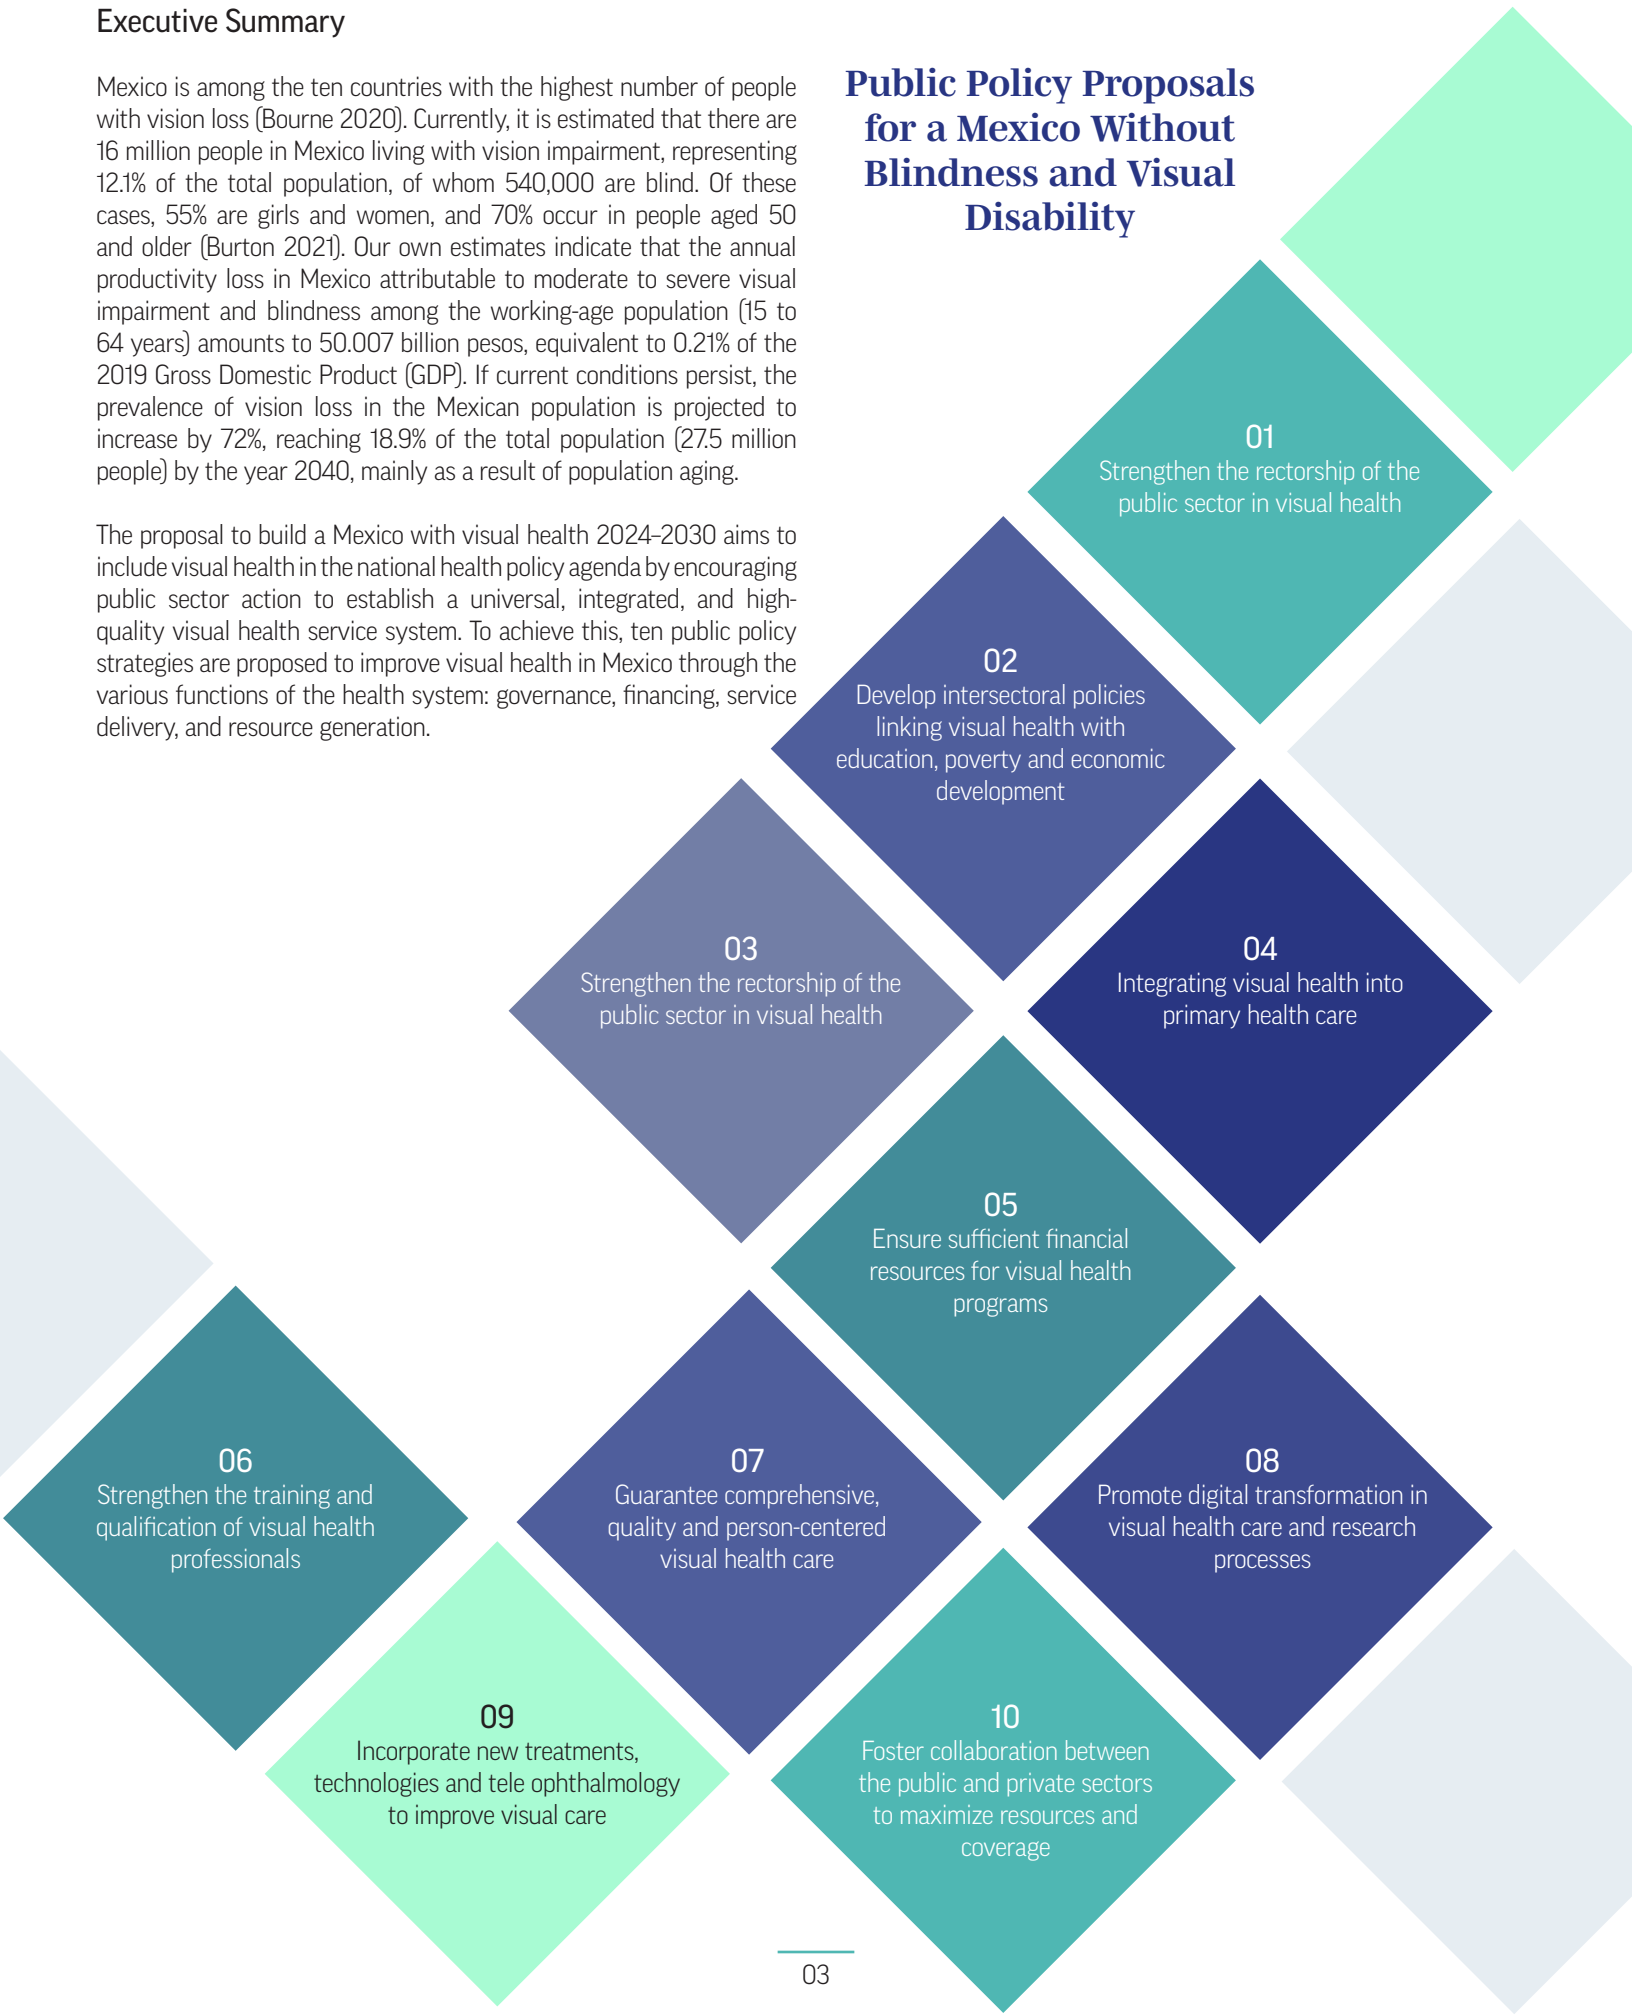 Executive Summary
Mexico is among the ten countries with the highest number of people
with vision loss (Bourne 2020). Currently, it is estimated that there are
16 million people in Mexico living with vision impairment, representing
12.1% of the total population, of whom 540,000 are blind. Of these
cases, 55% are girls and women, and 70% occur in people aged 50
and older (Burton 2021). Our own estimates indicate that the annual
productivity loss in Mexico attributable to moderate to severe visual
impairment and blindness among the working-age population (15 to
64 years) amounts to 50.007 billion pesos, equivalent to 0.21% of the
2019 Gross Domestic Product (GDP). If current conditions persist, the
prevalence of vision loss in the Mexican population is projected to
increase by 72%, reaching 18.9% of the total population (27.5 million
people) by the year 2040, mainly as a result of population aging.
The proposal to build a Mexico with visual health 2024–2030 aims to
include visual health in the national health policy agenda by encouraging
public sector action to establish a universal, integrated, and high-
quality visual health service system. To achieve this, ten public policy
strategies are proposed to improve visual health in Mexico through the
various functions of the health system: governance, financing, service
delivery, and resource generation.
Public Policy Proposals
for a Mexico Without
Blindness and Visual
Disability
01
Strengthen the rectorship of the
public sector in visual health
02
Develop intersectoral policies
linking visual health with
education, poverty and economic
development
03
Strengthen the rectorship of the
public sector in visual health
04
Integrating visual health into
primary health care
05
Ensure sufficient financial
resources for visual health
programs
06
Strengthen the training and
qualification of visual health
professionals
07
Guarantee comprehensive,
quality and person-centered
visual health care
08
Promote digital transformation in
visual health care and research
processes
09
Incorporate new treatments,
technologies and tele ophthalmology
to improve visual care
10
Foster collaboration between
the public and private sectors
to maximize resources and
coverage
03